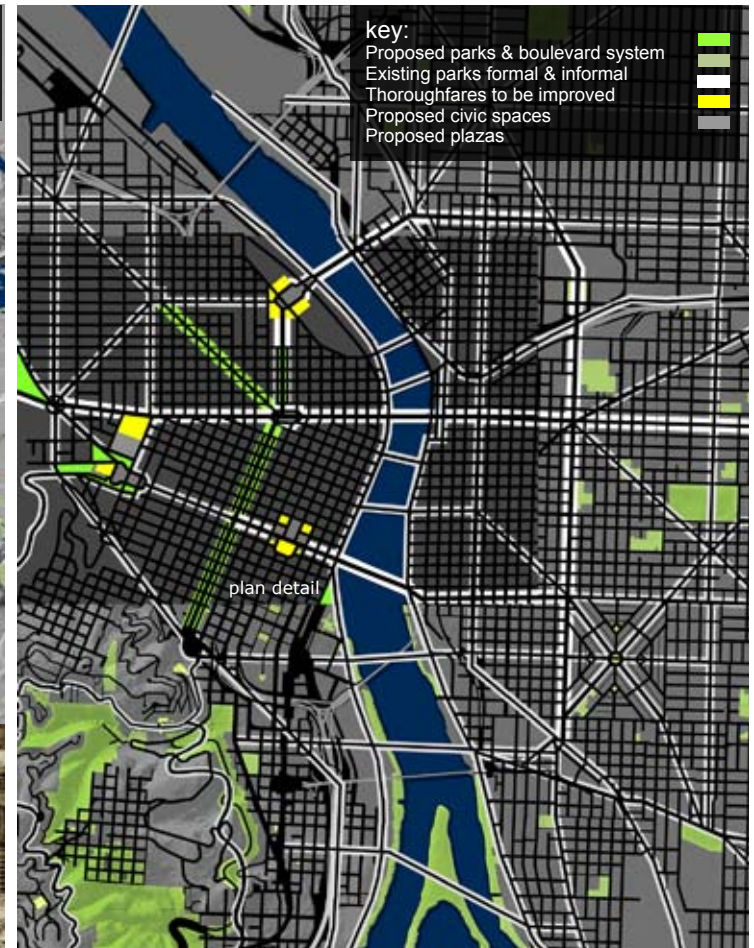 key:
Proposed parks & boulevard system
Existing parks formal & informal
Thoroughfares to be improved
Proposed civic spaces
Proposed plazas
plan detail